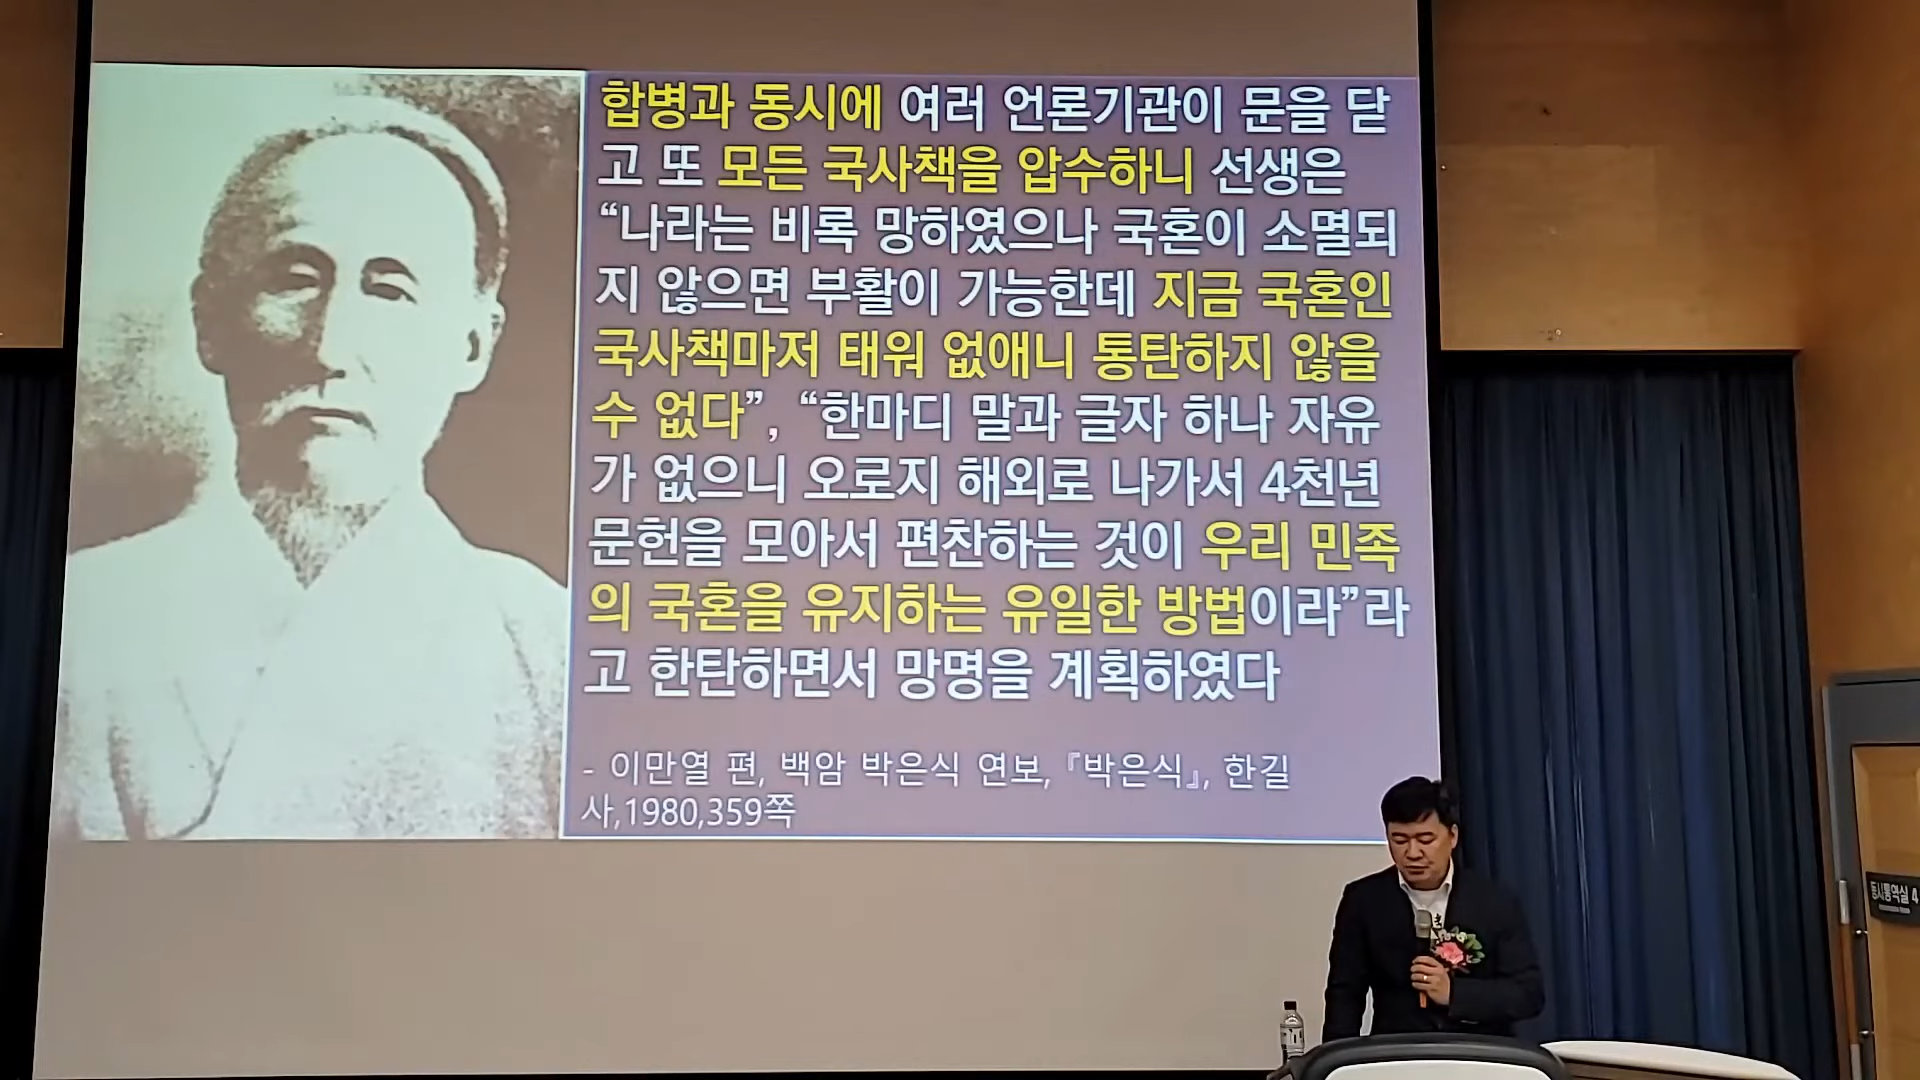 합병과 동시에 여러 언론기관이 문을 닫
고 또 모든 국사책을 압수하니 선생은
“나라는 비록 망하였으나 국혼이 소멸되
지 않으면 부활이 가능한데 지금 국혼인
국사책마저 태워 없애니 통탄하지 않을
수 없다”, “한마디 말과 글자 하나 자유
가 없으니 오로지 해외로 나가서 4천년
문헌을 모아서 편찬하는 것이 우리 민족
의 국혼을 유지하는 유일한 방법이라”라
고 한탄하면서 망명을 계획하였다
- 이만열 편, 백암 박은식 연보, 『박은식』, 한길
사,1980,359쪽
동시통역실 4